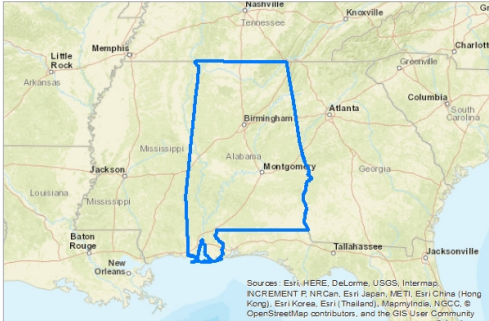 Nashville
Tennessee
Knoxville
Gr
Memphis
Little
Rock
Arkansas
Charlott
Greenville
Columbia
South
Carolina
Birmingham
Atlanta
Mississippi
Alabama
Montgomery
Georgia
Jackson
Louisiana
Mississippi
Baton
Rouge
New
Orleans
Tallahassee
Jacksonville
Sources: Esri, HERE, DeLorme, USGS, Intermap,
INCREMENT P, NRCan, Esri Japan, METI, Esri China (Hong
Kong), Esri Korea, Esri (Thailand), MapmyIndia, NGCC, ©
OpenStreetMap contributors, and the GIS User Community